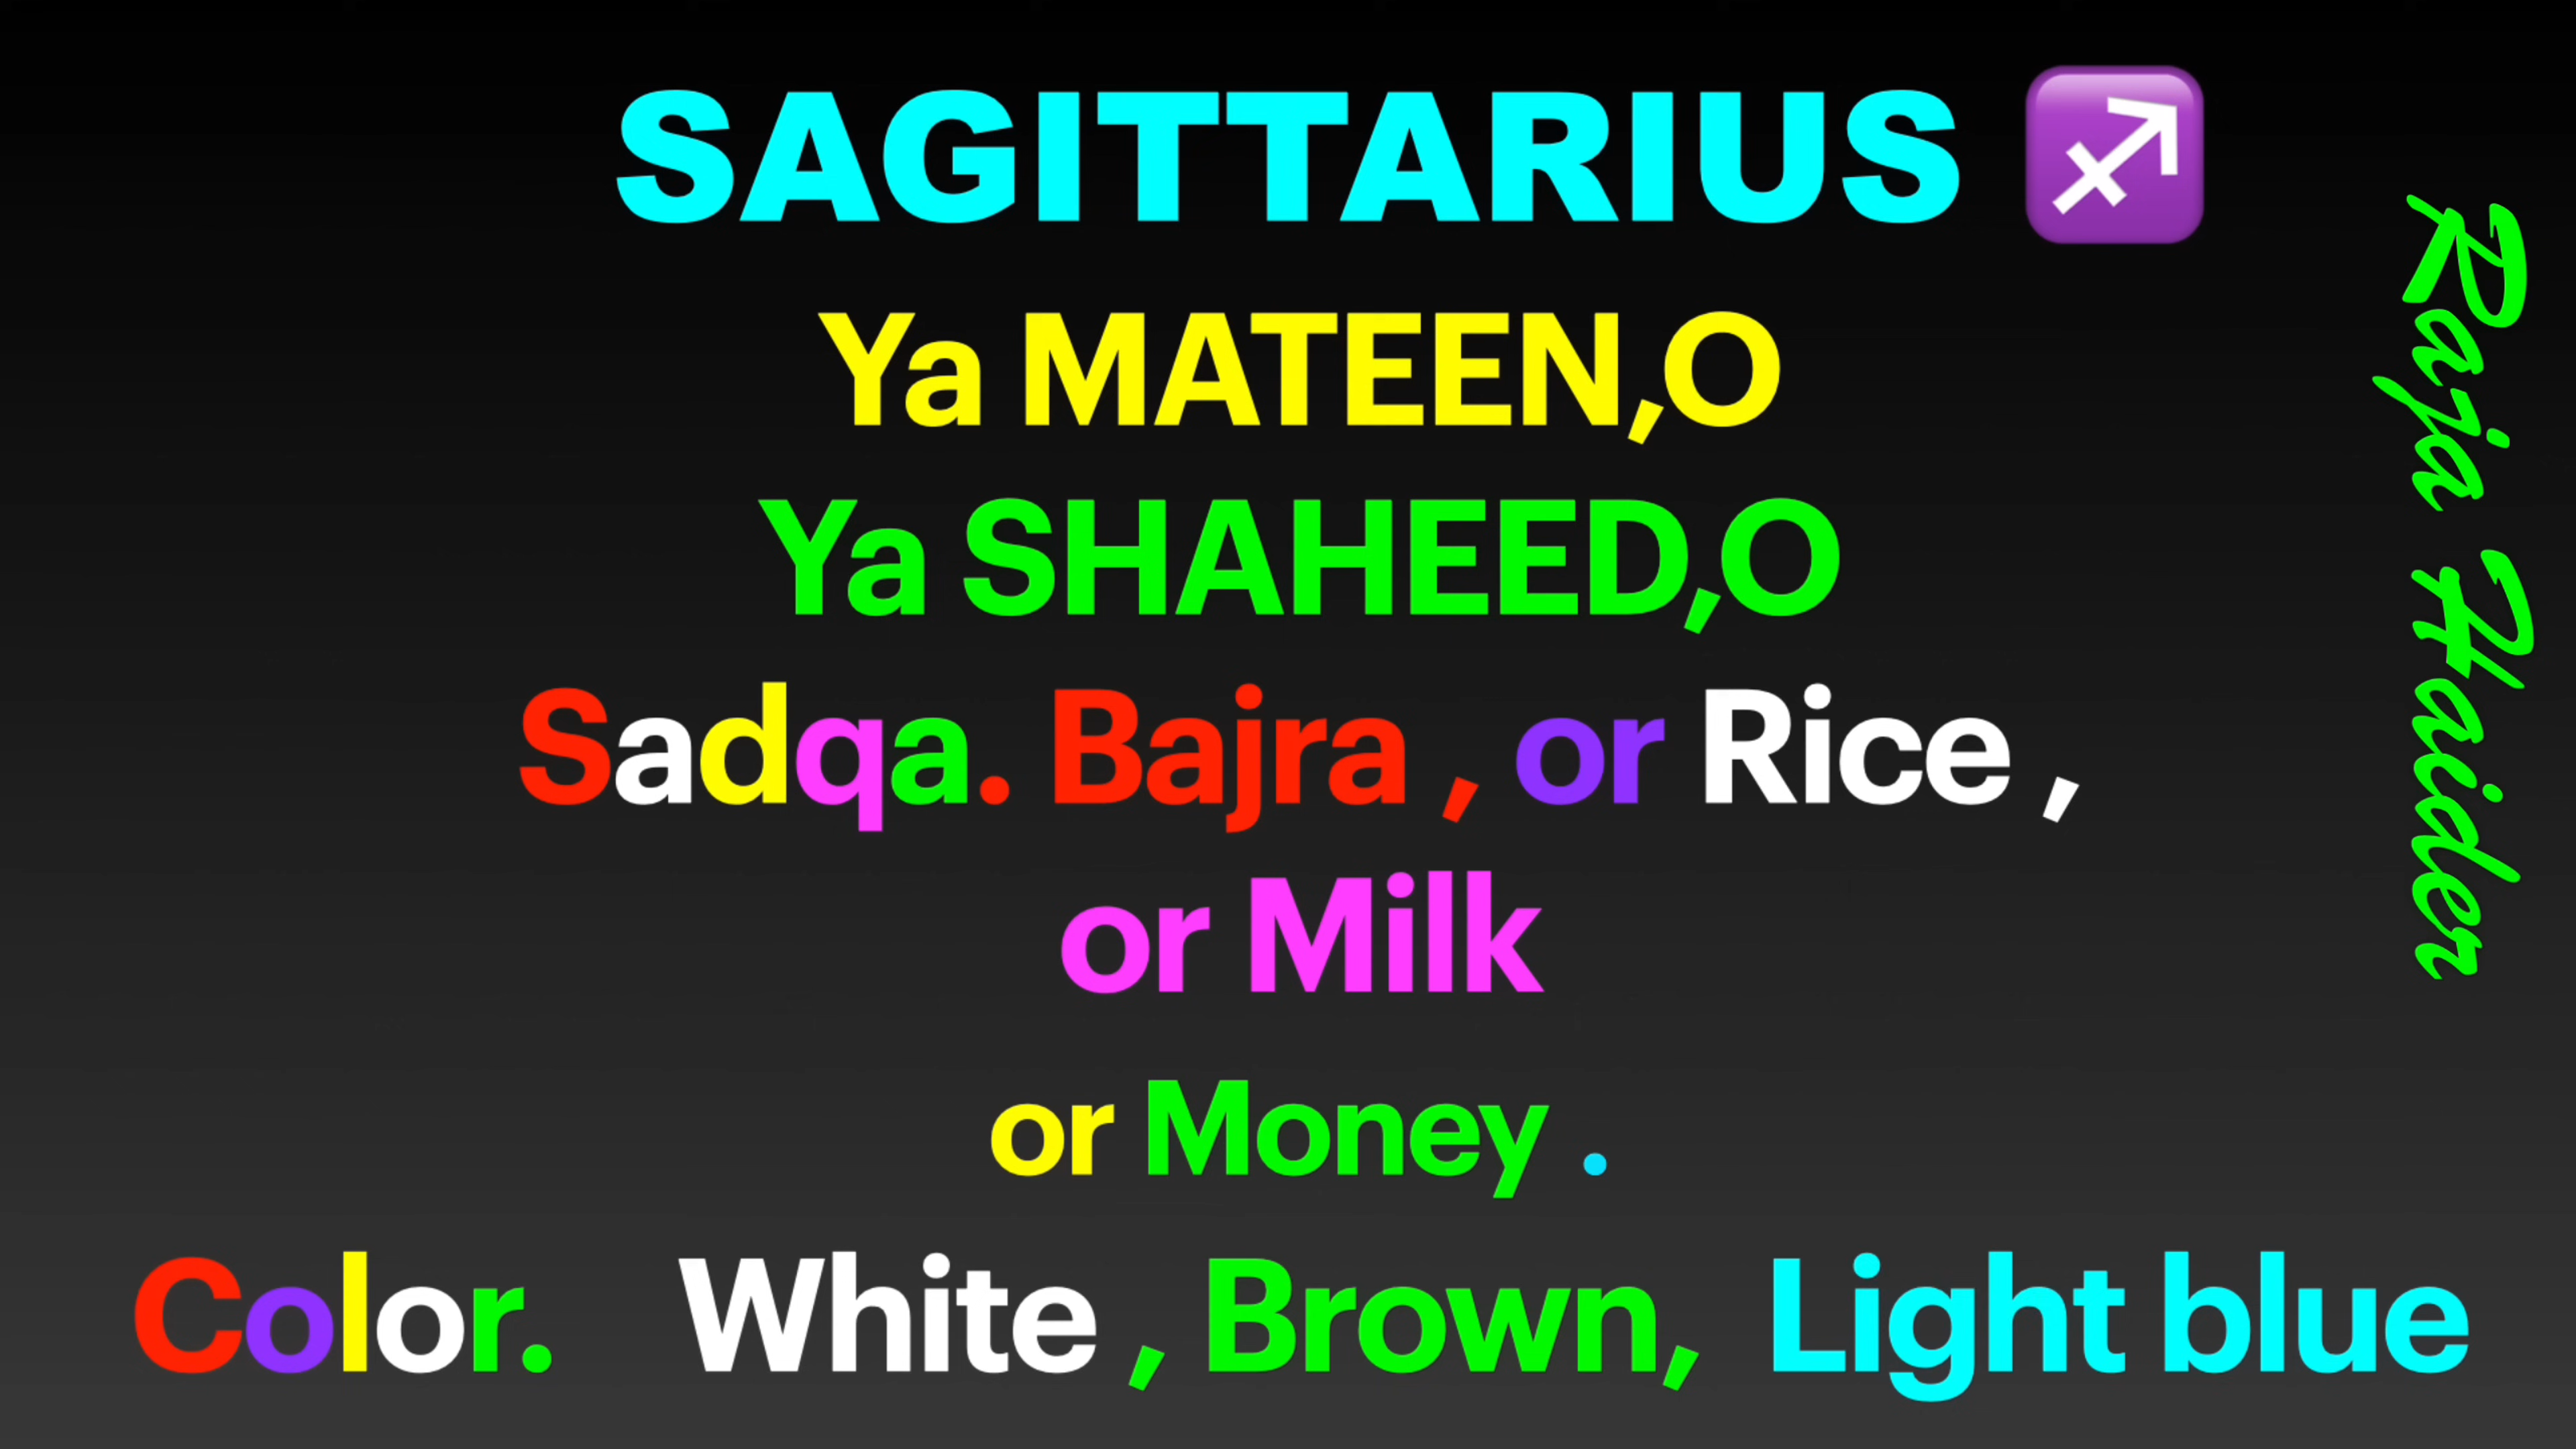 SAGITTARIUS ♐
Ya MATEEN,O
Ya SHAHEED,O
Sadqa. Bajra , or Rice ,
or Milk
or Money .
Color. White , Brown, Light blue
Raja Haider